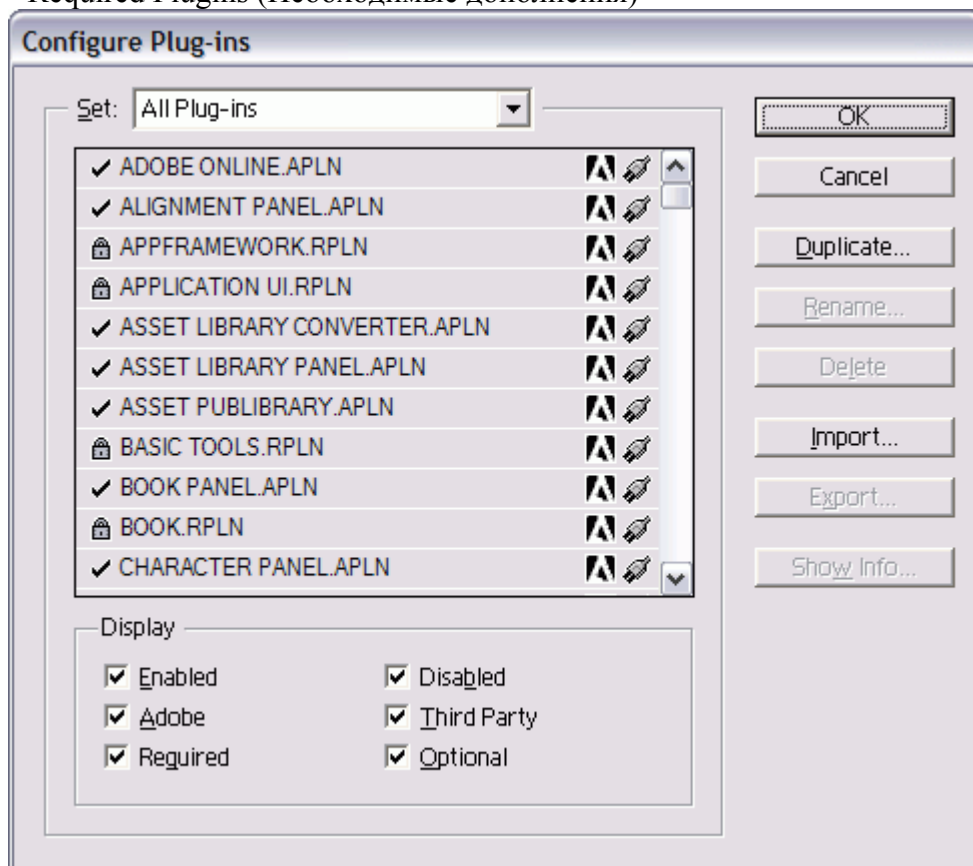 Required Plugins (Необходимые дополнения)
Configure Plug-ins
Set: All Plug-ins
OK
ADOBE ONLINE.APLN
Cancel
ALIGNMENT PANEL.APLN
APPFRAMEWORK.RPLN
Duplicate...
APPLICATION UI.RPLN
Rename...
ASSET LIBRARY CONVERTER.APLN
ASSET LIBRARY PANEL.APLN
Delete
ASSET PUBLIBRARY.APLN
BASIC TOOLS.RPLN
Import...
BOOK PANEL.APLN
Export...
BOOK.RPLN
CHARACTER PANEL.APLN
Show Info...
Display
Enabled
Disabled
Adobe
Third Party
Required
Optional